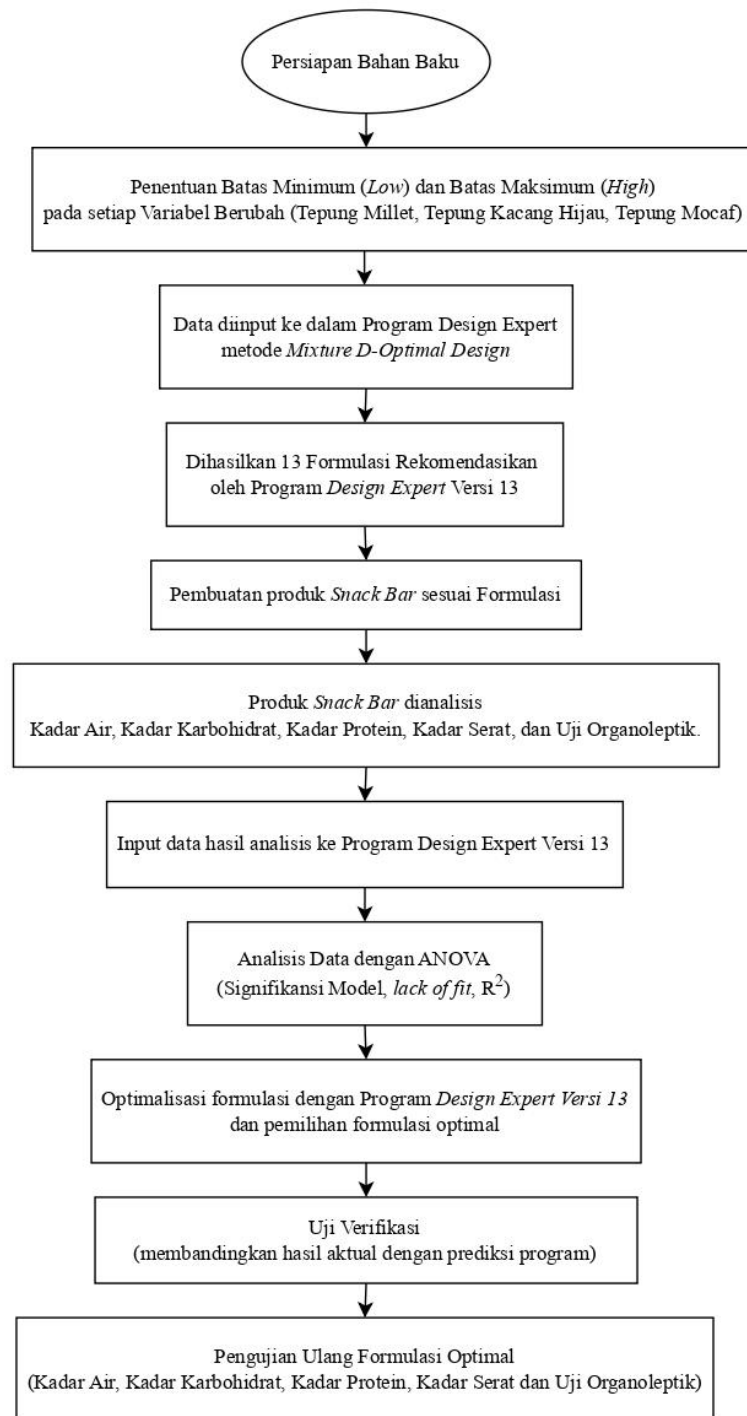 Persiapan Bahan Baku
Penentuan Batas Minimum (Low) dan Batas Maksimum (High)
pada setiap Variabel Berubah (Tepung Millet, Tepung Kacang Hijau, Tepung Mocaf)
Data diinput ke dalam Program Design Expert
metode Mixture D-Optimal Design
Dihasilkan 13 Formulasi Rekomendasikan
oleh Program Design Expert Versi 13
Pembuatan produk Snack Bar sesuai Formulasi
Produk Snack Bar dianalisis
Kadar Air, Kadar Karbohidrat, Kadar Protein, Kadar Serat, dan Uji Organoleptik.
Input data hasil analisis ke Program Design Expert Versi 13
Analisis Data dengan ANOVA
(Signifikansi Model, lack of fit, R²)
Optimalisasi formulasi dengan Program Design Expert Versi 13
dan pemilihan formulasi optimal
Uji Verifikasi
(membandingkan hasil aktual dengan prediksi program)
Pengujian Ulang Formulasi Optimal
(Kadar Air, Kadar Karbohidrat, Kadar Protein, Kadar Serat dan Uji Organoleptik)